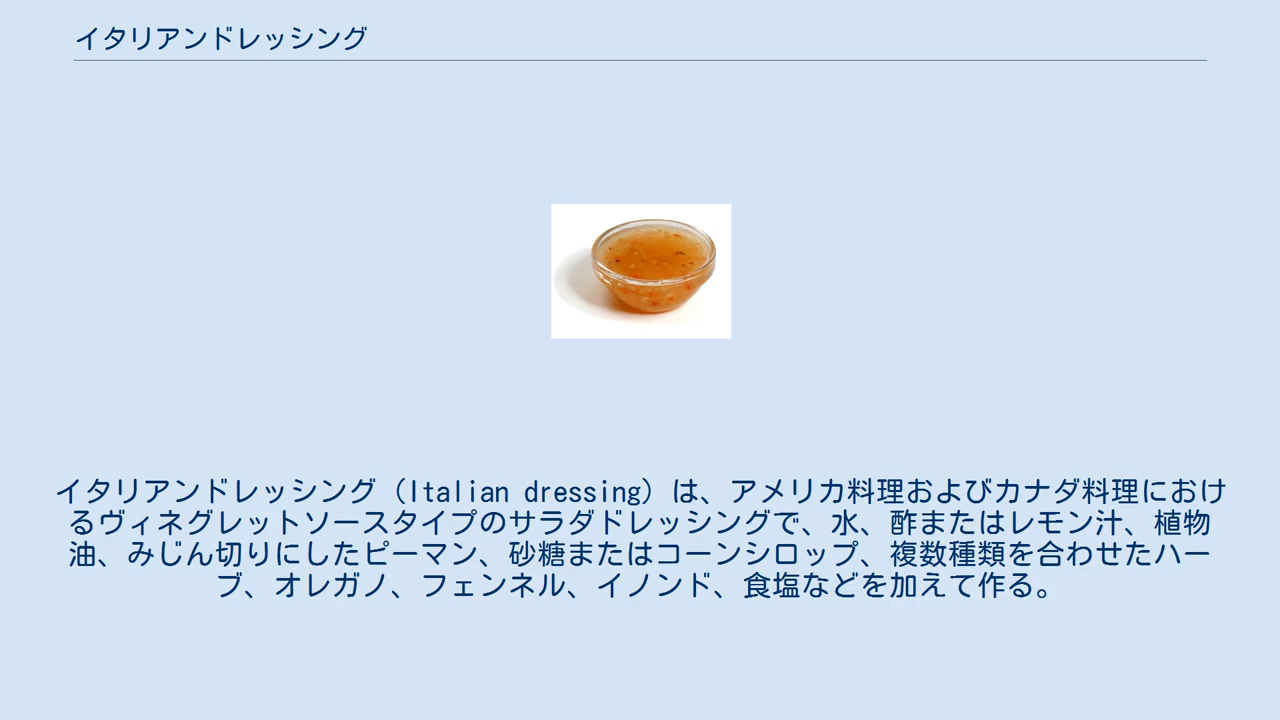 イタリアンドレッシング
イタリアンドレッシング（Italian dressing）は、アメリカ料理およびカナダ料理におけ
るヴィネグレットソースタイプのサラダドレッシングで、水、酢またはレモン汁、植物
油、みじん切りにしたピーマン、砂糖またはコーンシロップ、複数種類を合わせたハー
ブ、オレガノ、フェンネル、イノンド、食塩などを加えて作る。